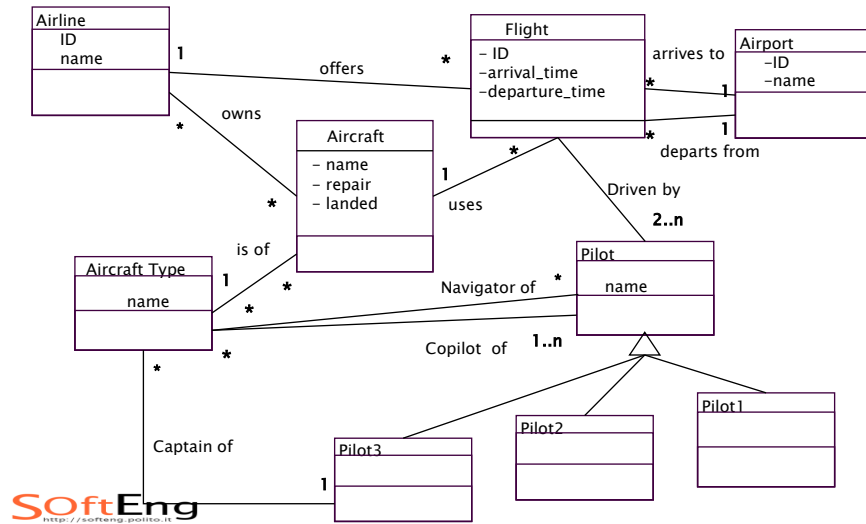 Airline
ID
name
1
*
offers
*
Flight
- ID
-arrival_time
-departure_time
arrives to
*
1
Airport
-ID
-name
*
1
departs from
owns
*
*
Aircraft
- name
- repair
- landed
1
*
uses
Driven by
2..n
is of
1
*
Aircraft Type
name
Navigator of
*
*
Pilot
name
Copilot of
1..n
*
*
Captain of
1
Pilot3
Pilot2
Pilot1
SOftEng
http://softeng.polito.it